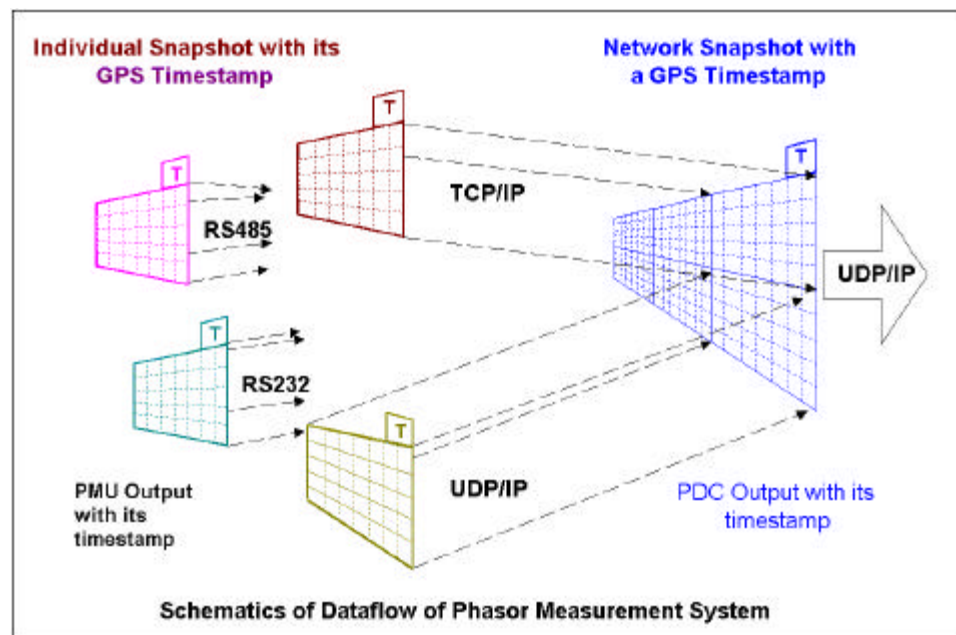 Individual Snapshot with its
GPS Timestamp
Network Snapshot with
a GPS Timestamp
T
T
T
TCP/IP
RS485
UDP/IP
T
RS232
T
UDP/IP
PMU Output
with its
timestamp
PDC Output with its
timestamp
Schematics of Dataflow of Phasor Measurement System